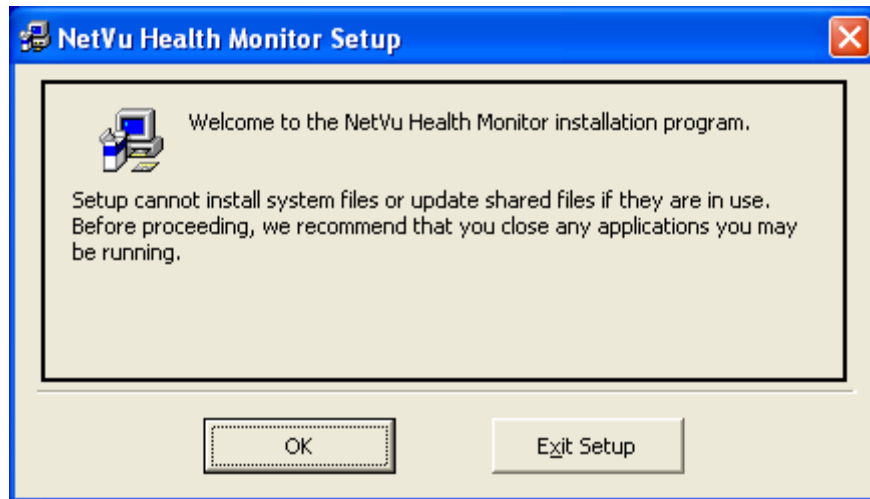 NetVu Health Monitor Setup
Welcome to the NetVu Health Monitor installation program.
Setup cannot install system files or update shared files if they are in use.
Before proceeding, we recommend that you close any applications you may
be running.
OK
Exit Setup